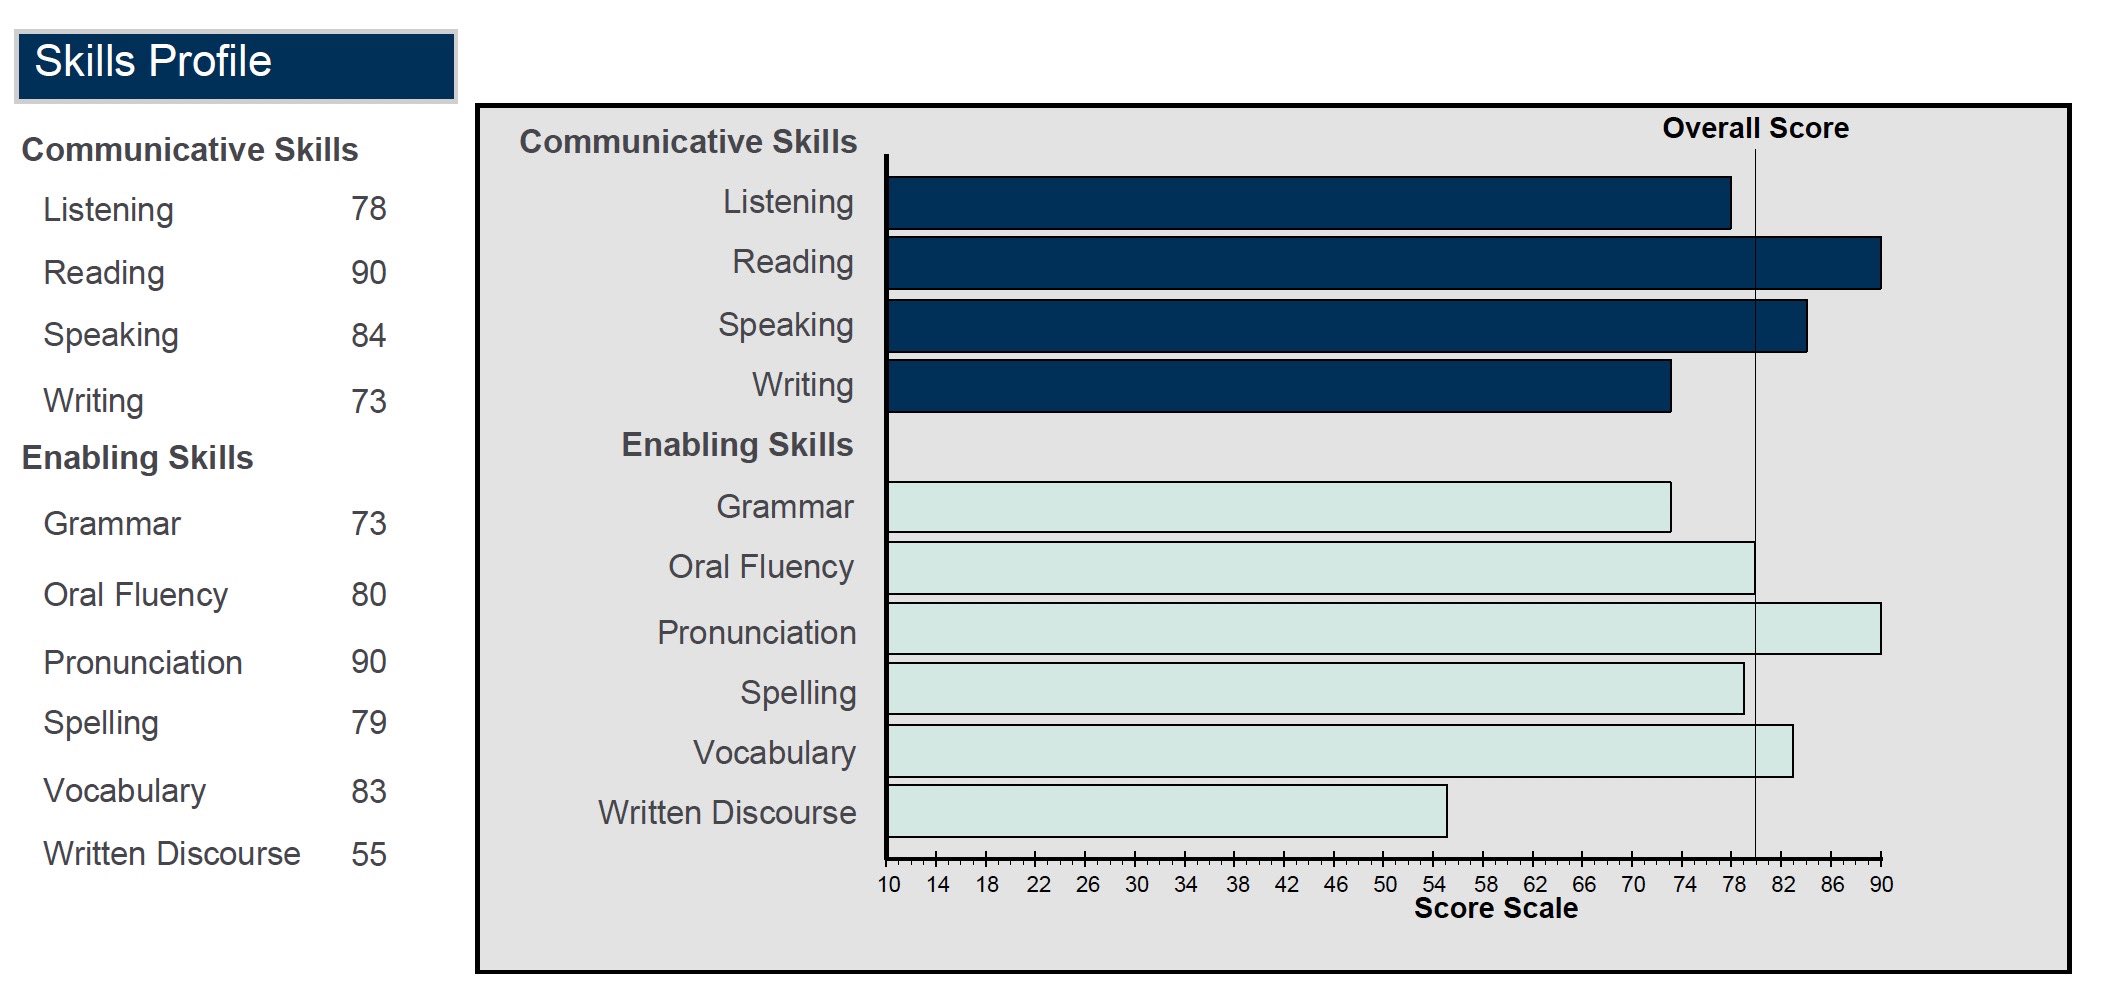 Skills Profile
Communicative Skills
Listening 78
Reading 90
Speaking 84
Writing 73
Enabling Skills
Grammar 73
Oral Fluency 80
Pronunciation 90
Spelling 79
Vocabulary 83
Written Discourse 55
Overall Score
Communicative Skills
Listening
Reading
Speaking
Writing
Enabling Skills
Grammar
Oral Fluency
Pronunciation
Spelling
Vocabulary
Written Discourse
10 14 18 22 26 30 34 38 42 46 50 54 58 62 66 70 74 78 82 86 90
Score Scale